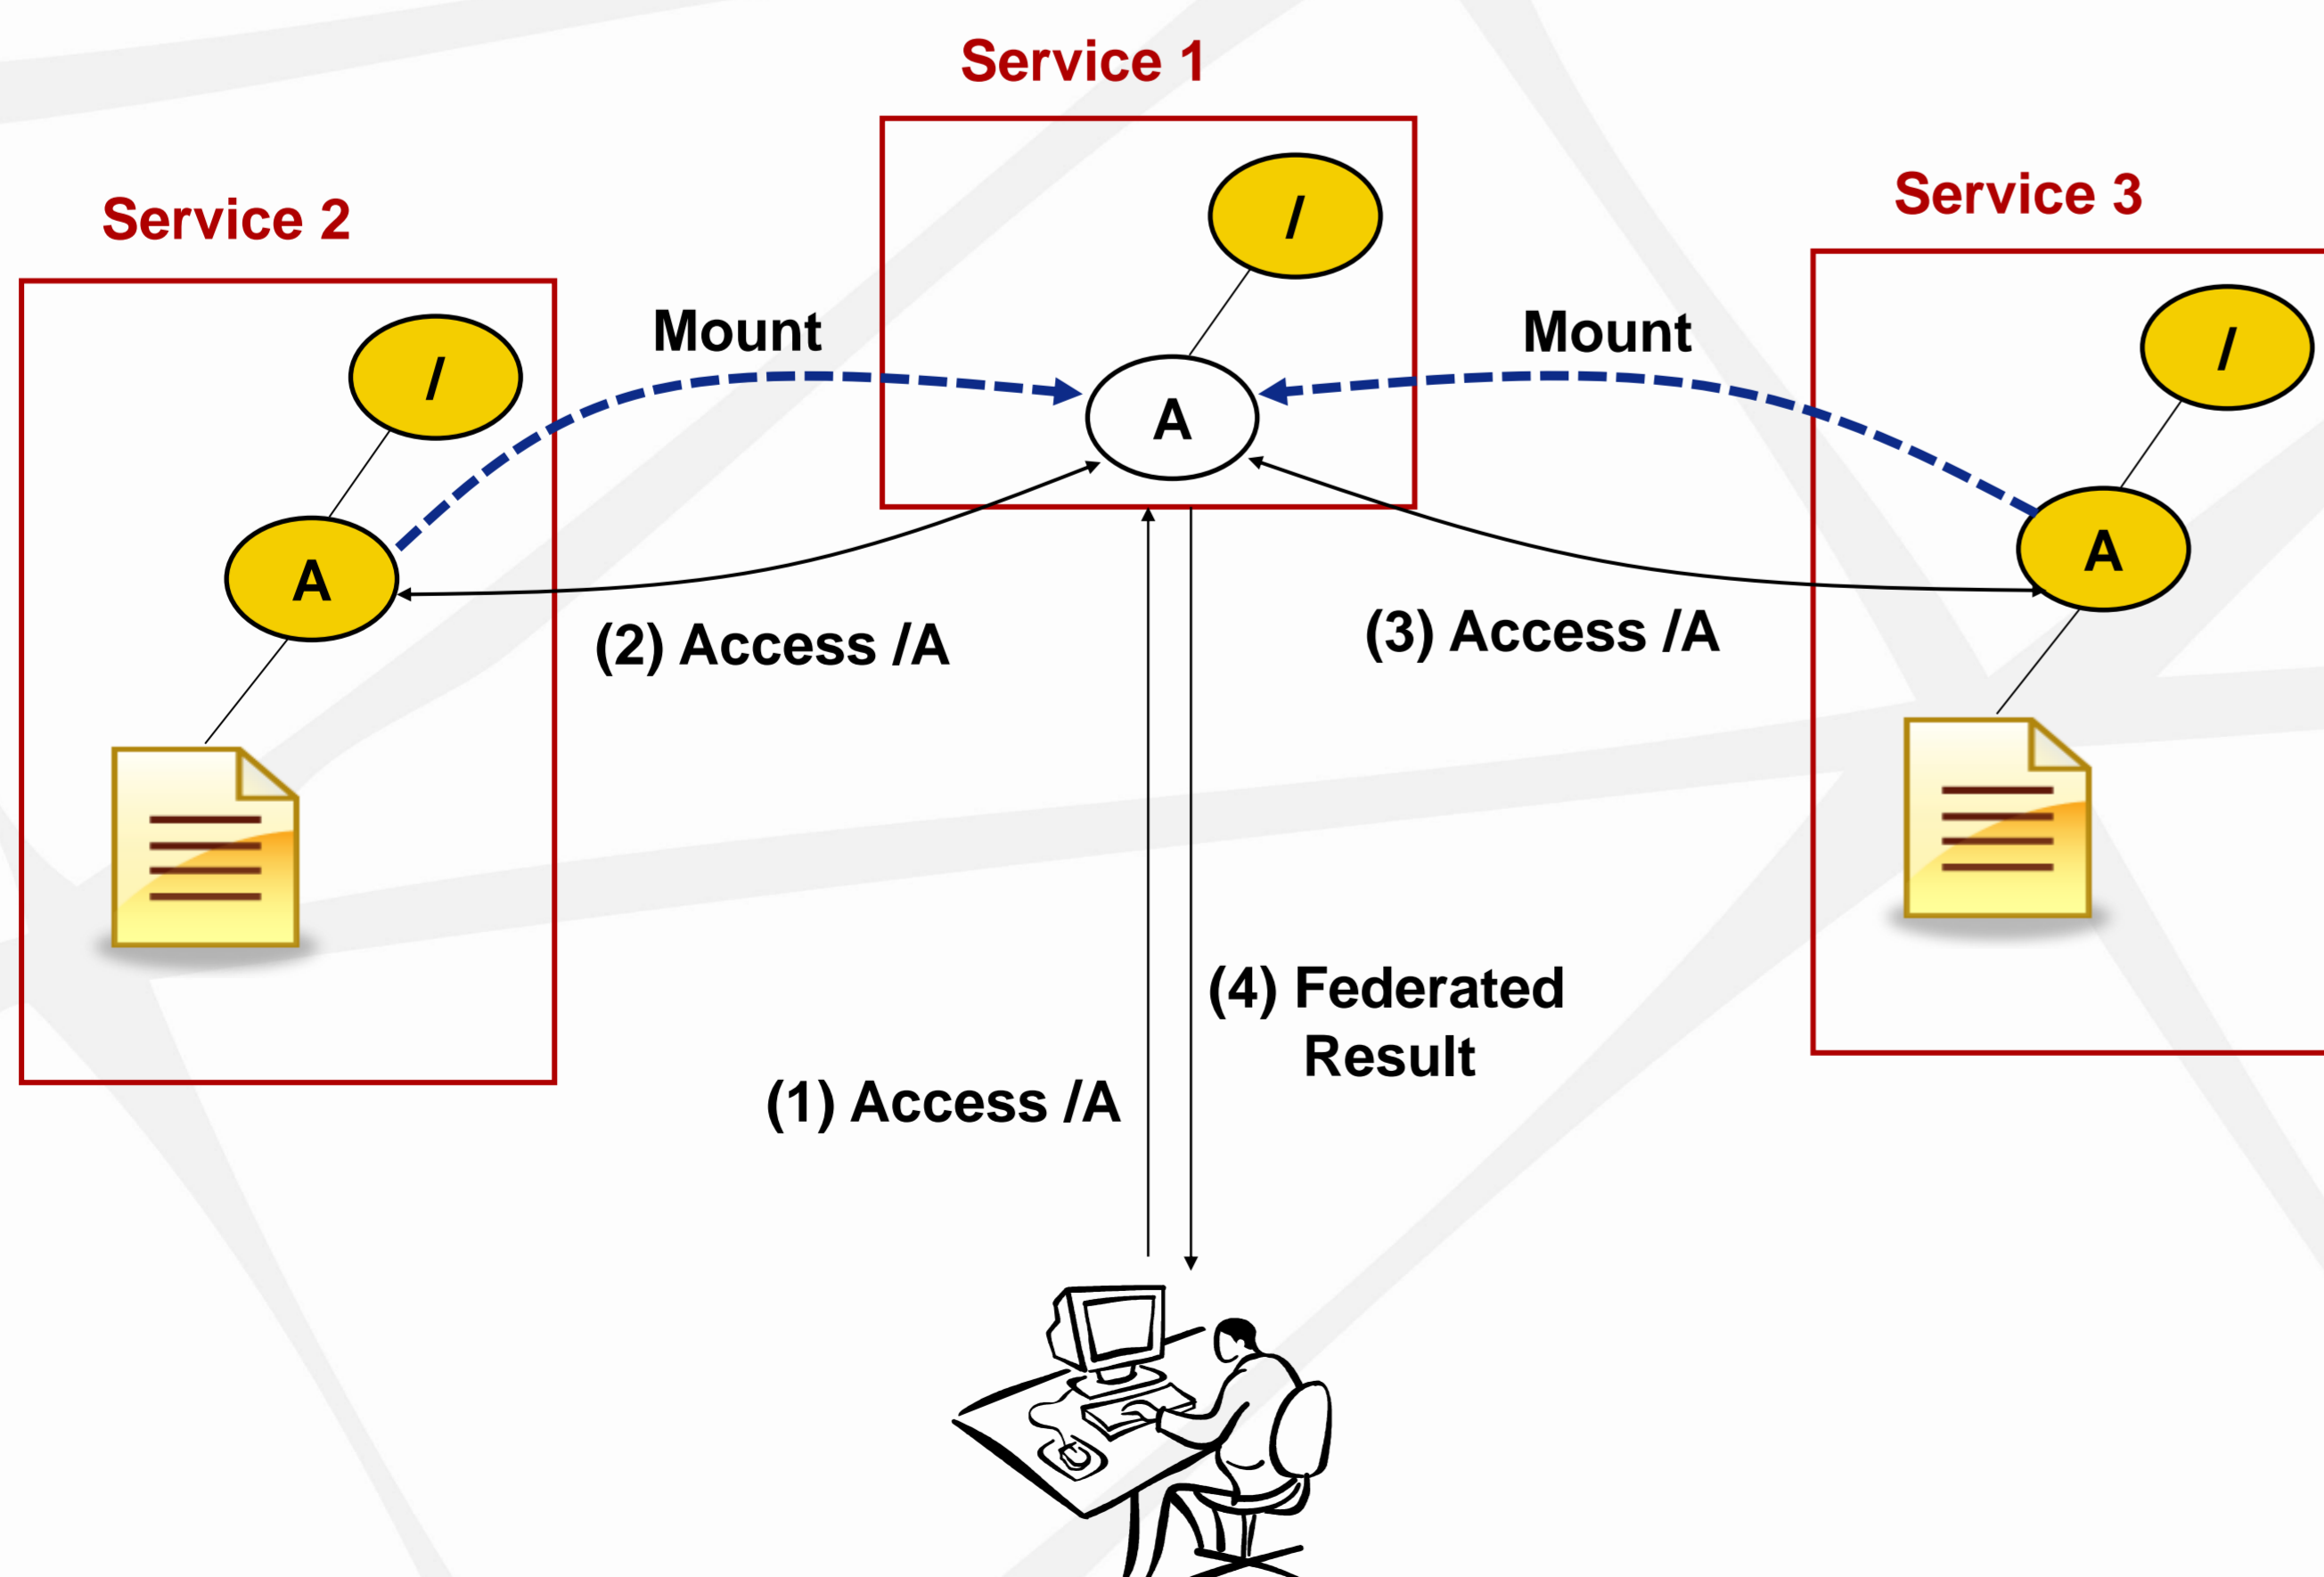 Service 1
Service 2
Service 3
/
/
/
Mount
Mount
A
A
A
(2) Access /A
(3) Access /A
(4) Federated
Result
(1) Access /A